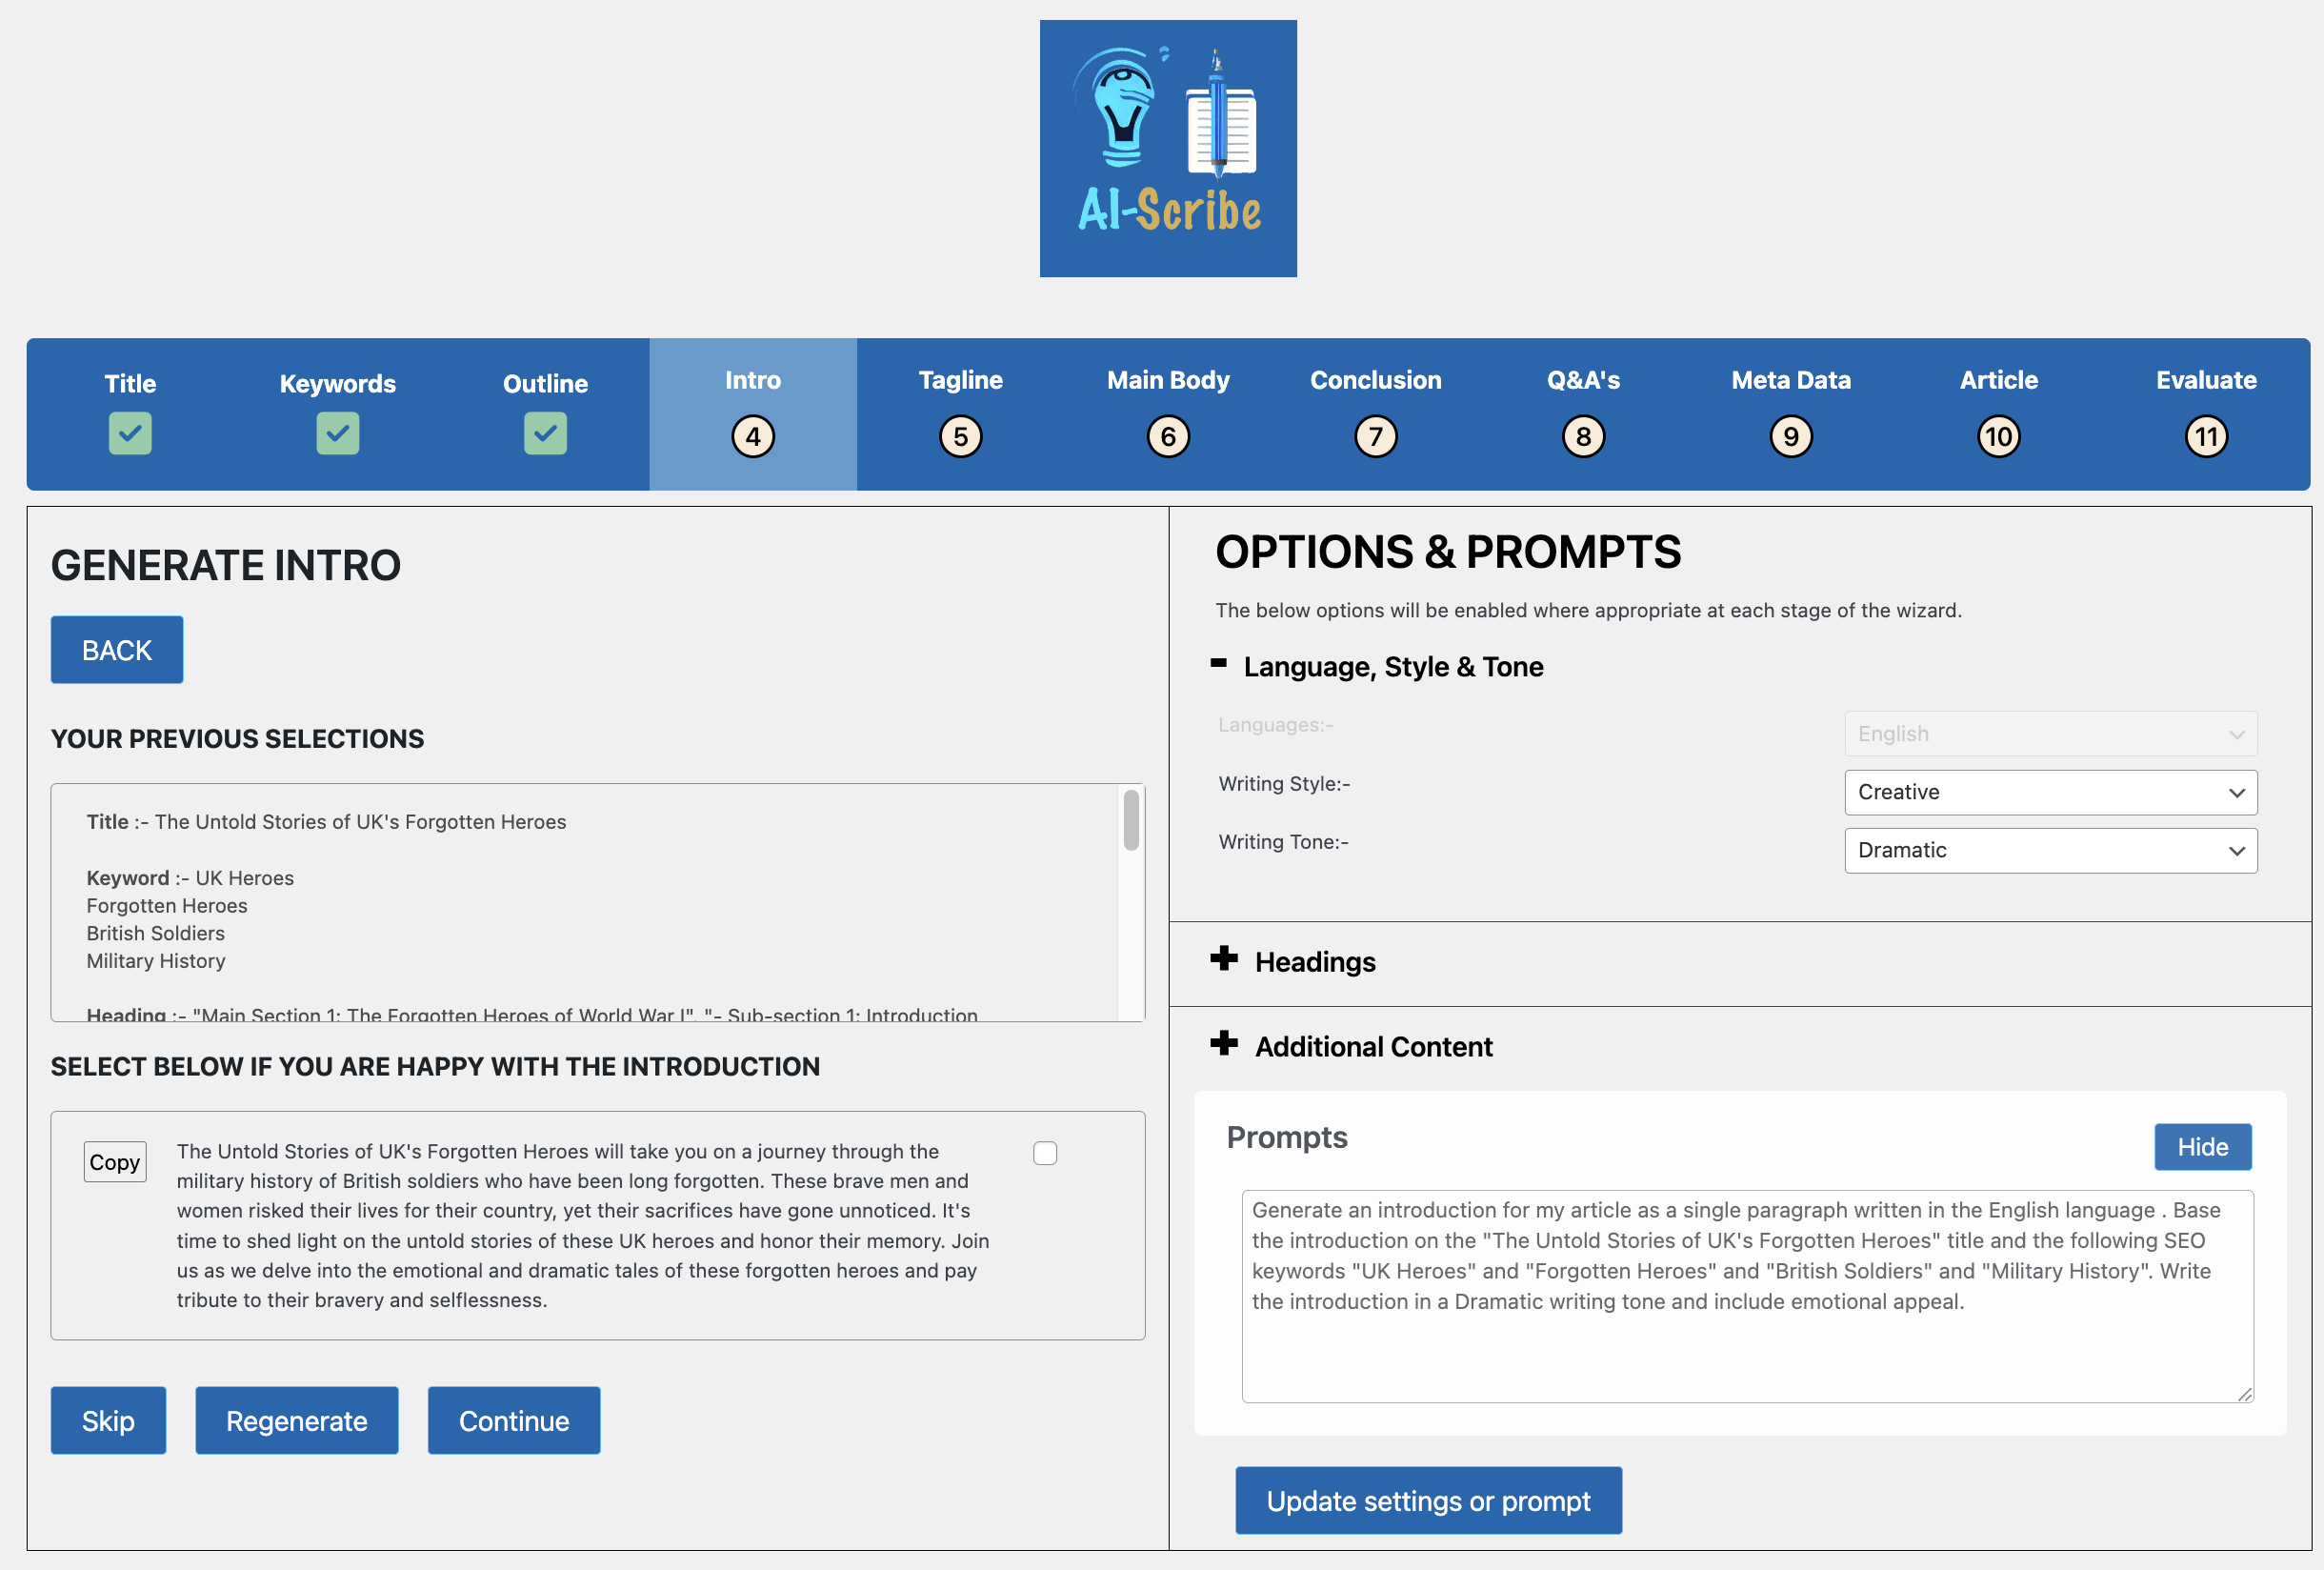 AI-Scribe
Title
Keywords
Outline
Intro
4
Tagline
5
Main Body
6
Conclusion
7
Q&A's
8
Meta Data
9
Article
10
Evaluate
11
GENERATE INTRO
BACK
YOUR PREVIOUS SELECTIONS
Title :- The Untold Stories of UK's Forgotten Heroes
Keyword :- UK Heroes
Forgotten Heroes
British Soldiers
Military History
Heading :- "Main Section 1: The Forgotten Heroes of World War I", "- Sub-section 1: Introduction
SELECT BELOW IF YOU ARE HAPPY WITH THE INTRODUCTION
Copy
The Untold Stories of UK's Forgotten Heroes will take you on a journey through the
military history of British soldiers who have been long forgotten. These brave men and
women risked their lives for their country, yet their sacrifices have gone unnoticed. It's
time to shed light on the untold stories of these UK heroes and honor their memory. Join
us as we delve into the emotional and dramatic tales of these forgotten heroes and pay
tribute to their bravery and selflessness.
Skip
Regenerate
Continue
OPTIONS & PROMPTS
The below options will be enabled where appropriate at each stage of the wizard.
Language, Style & Tone
Languages:-
English
Writing Style:-
Creative
Writing Tone:-
Dramatic
Headings
Additional Content
Prompts
Hide
Generate an introduction for my article as a single paragraph written in the English language . Base
the introduction on the "The Untold Stories of UK's Forgotten Heroes" title and the following SEO
keywords "UK Heroes" and "Forgotten Heroes" and "British Soldiers" and "Military History". Write
the introduction in a Dramatic writing tone and include emotional appeal.
Update settings or prompt